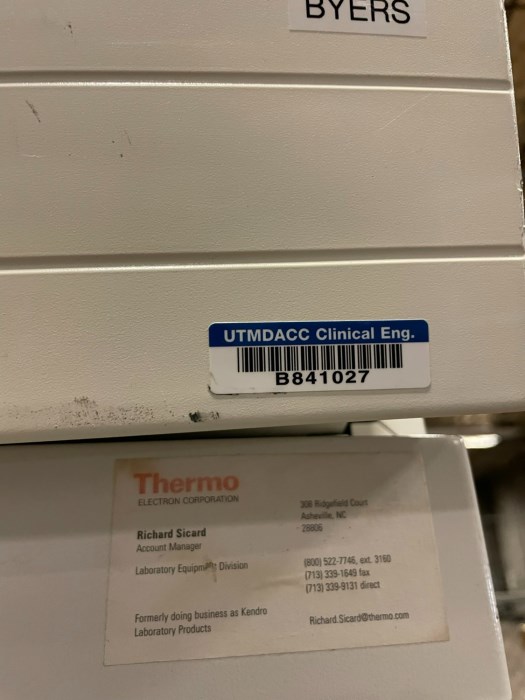 BYERS
UTMDACC Clinical Eng.
B841027
Thermo
ELECTRON CORPORATION
Richard Sicard
Account Manager
Laboratory Equipment Division
Formerly doing business as Kendro
Laboratory Products
308 Ridgefield Court
Asheville, NC
28806
(800) 522-7746, ext. 3160
(713) 339-1649 fax
(713) 339-9131 direct
Richard.Sicard@thermo.com